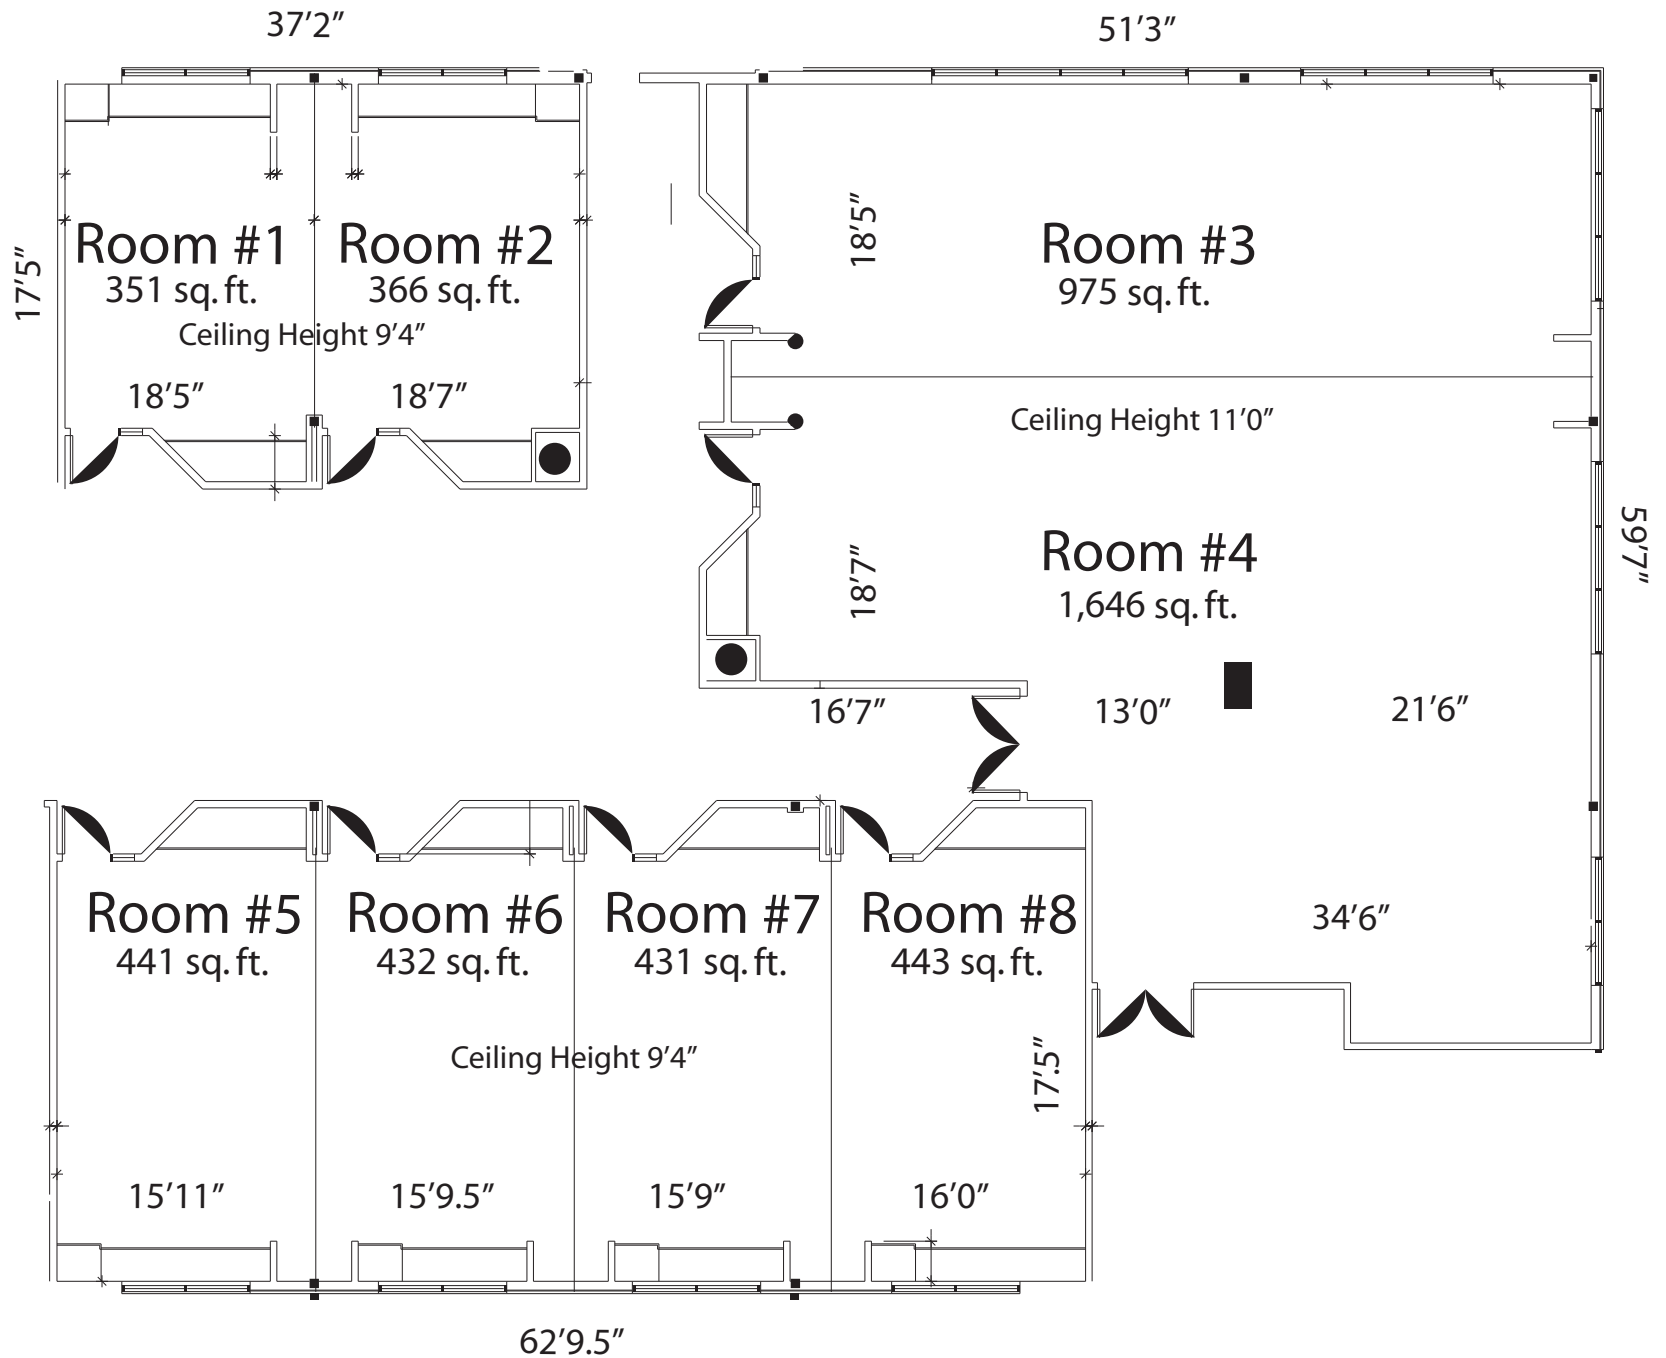 37’2”
51’3”
17’5”
Room #1
351 sq. ft.
Room #2
366 sq. ft.
Ceiling Height 9’4”
18’5”
18’7”
18’5”
Room #3
975 sq. ft.
Ceiling Height 11’0”
18’7”
Room #4
1,646 sq. ft.
59’7”
16’7”
13’0”
21’6”
34’6”
Room #5
441 sq. ft.
Room #6
432 sq. ft.
Room #7
431 sq. ft.
Room #8
443 sq. ft.
Ceiling Height 9’4”
17’.5”
15’11”
15’9.5”
15’9”
16’0”
62’9.5”